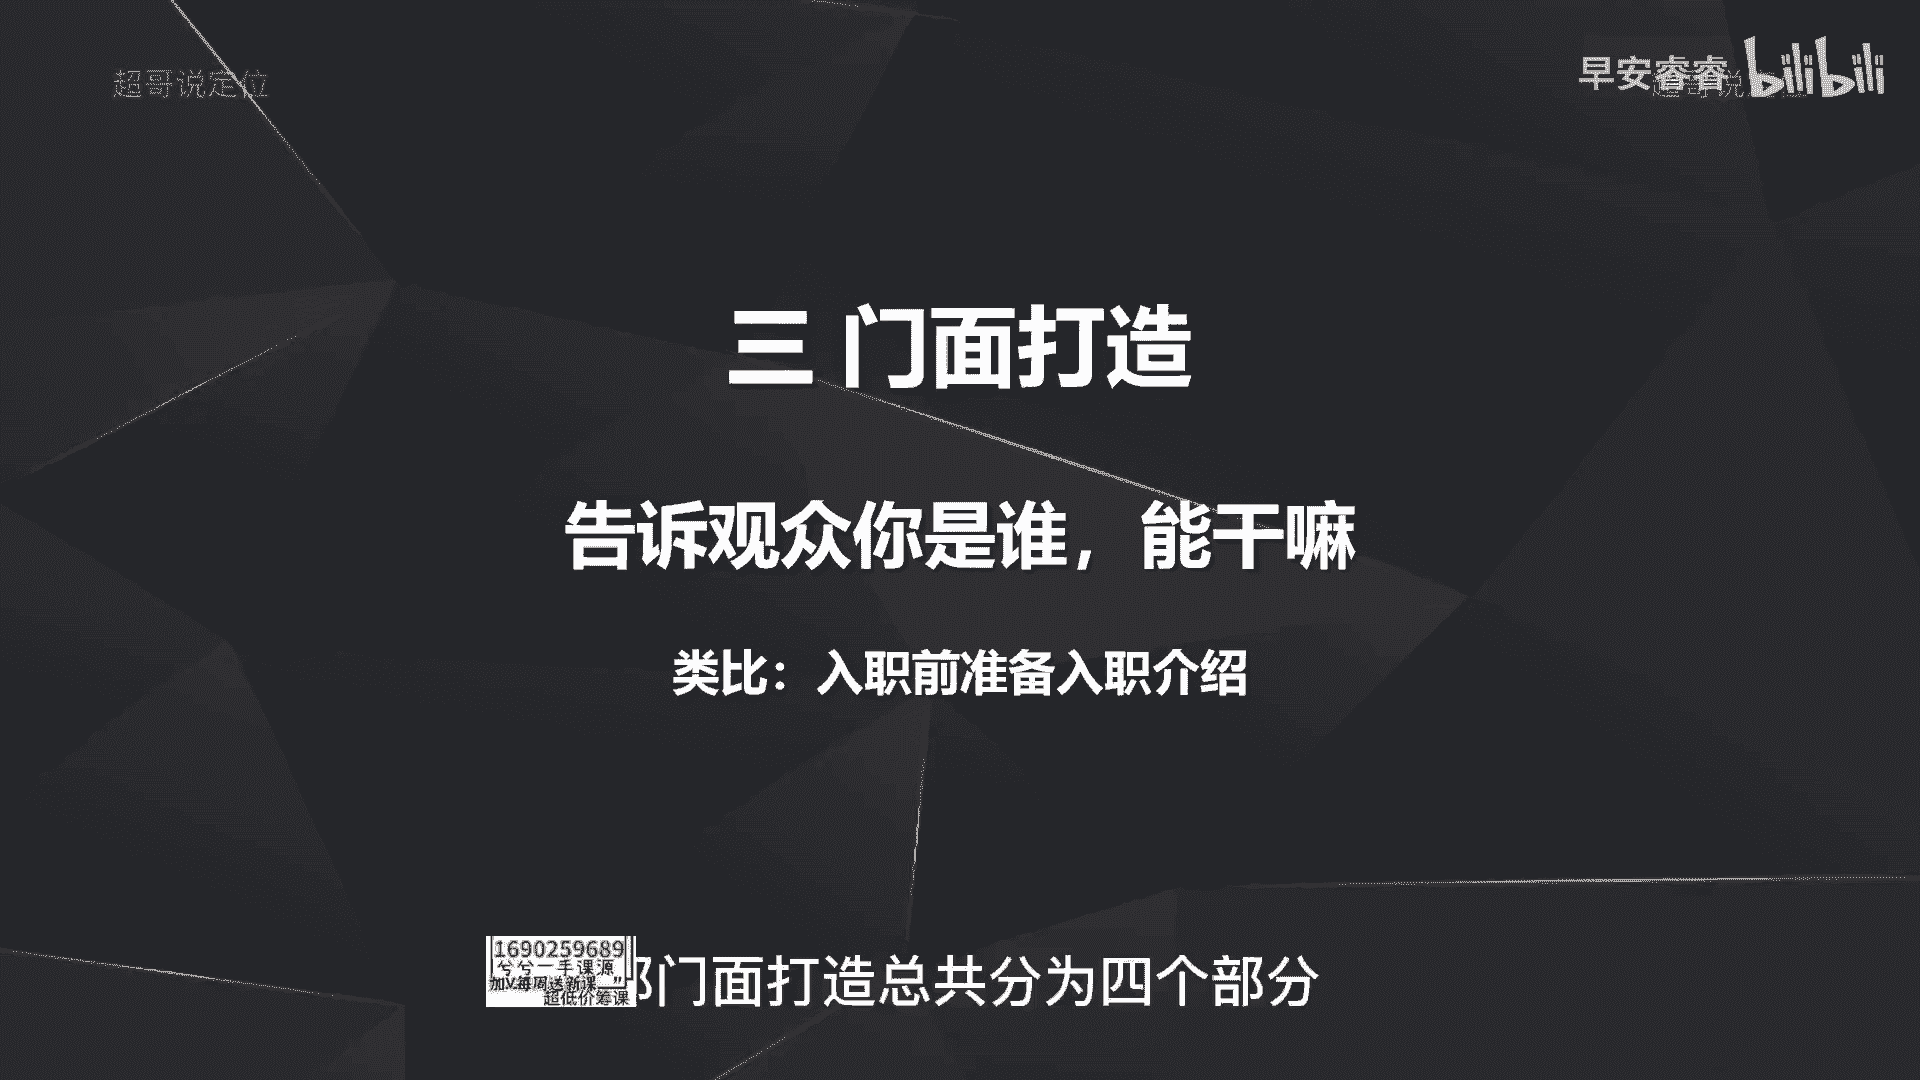 超哥说定位
早安睿睿 bilibili
三 门面打造
告诉观众你是谁，能干嘛
类比：入职前准备入职介绍
1690259689
兮兮一手课源
加V每周送新课
超低价筹课
门面打造总共分为四个部分